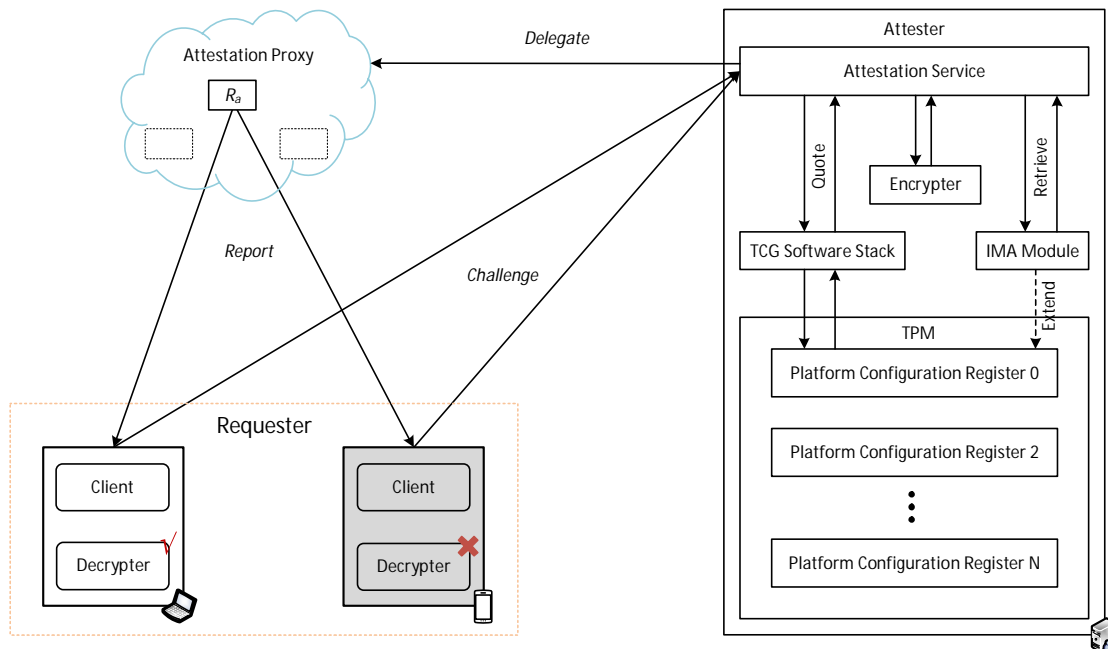 Attestation Proxy
Ra
Delegate
Report
Challenge
Requester
Client
Decrypter
Client
Decrypter
Attester
Attestation Service
Quote
Encrypter
Retrieve
TCG Software Stack
IMA Module
Extend
TPM
Platform Configuration Register 0
Platform Configuration Register 2
Platform Configuration Register N